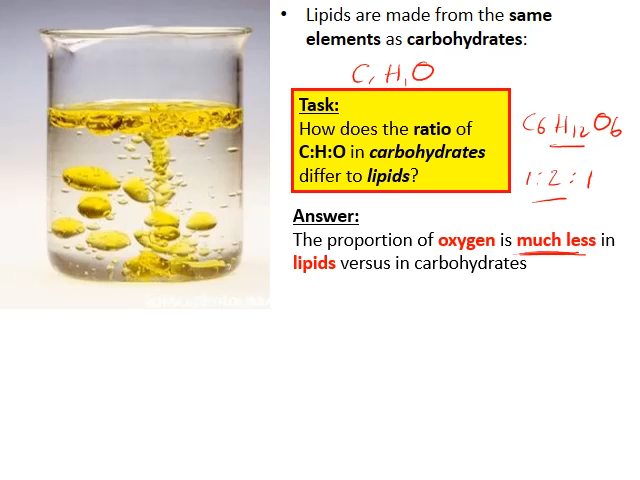 • Lipids are made from the same
elements as carbohydrates:
C, H, O
Task:
How does the ratio of
C:H:O in carbohydrates
differ to lipids?
C6 H12 O6
1:2:1
Answer:
The proportion of oxygen is much less in
lipids versus in carbohydrates